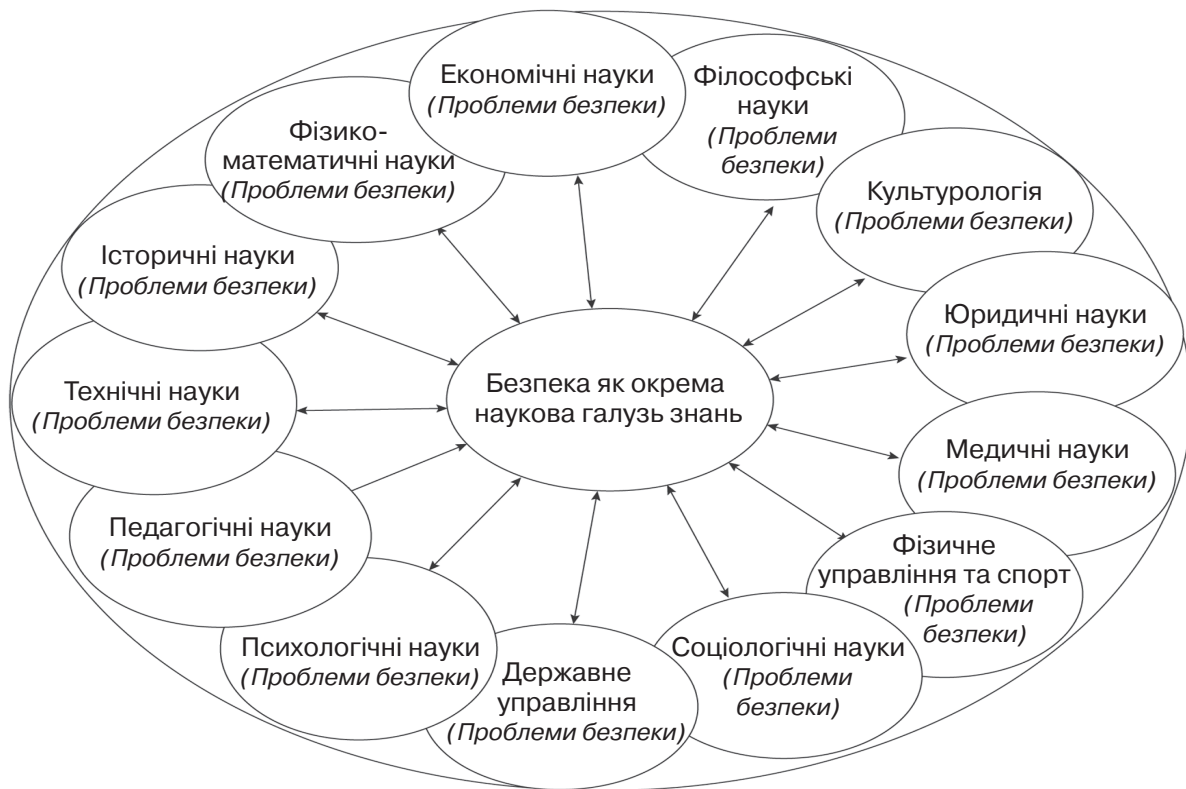 Економічні науки
(Проблеми безпеки)
Філософські
науки
(Проблеми
безпеки)
Культурологія
(Проблеми безпеки)
Юридичні науки
(Проблеми безпеки)
Медичні науки
(Проблеми безпеки)
Фізичне
управління та спорт
(Проблеми
безпеки)
Соціологічні науки
(Проблеми
безпеки)
Державне
управління
(Проблеми безпеки)
Психологічні науки
(Проблеми безпеки)
Педагогічні науки
(Проблеми безпеки)
Технічні науки
(Проблеми безпеки)
Історичні науки
(Проблеми безпеки)
Фізико-
математичні науки
(Проблеми безпеки)
Безпека як окрема
наукова галузь знань